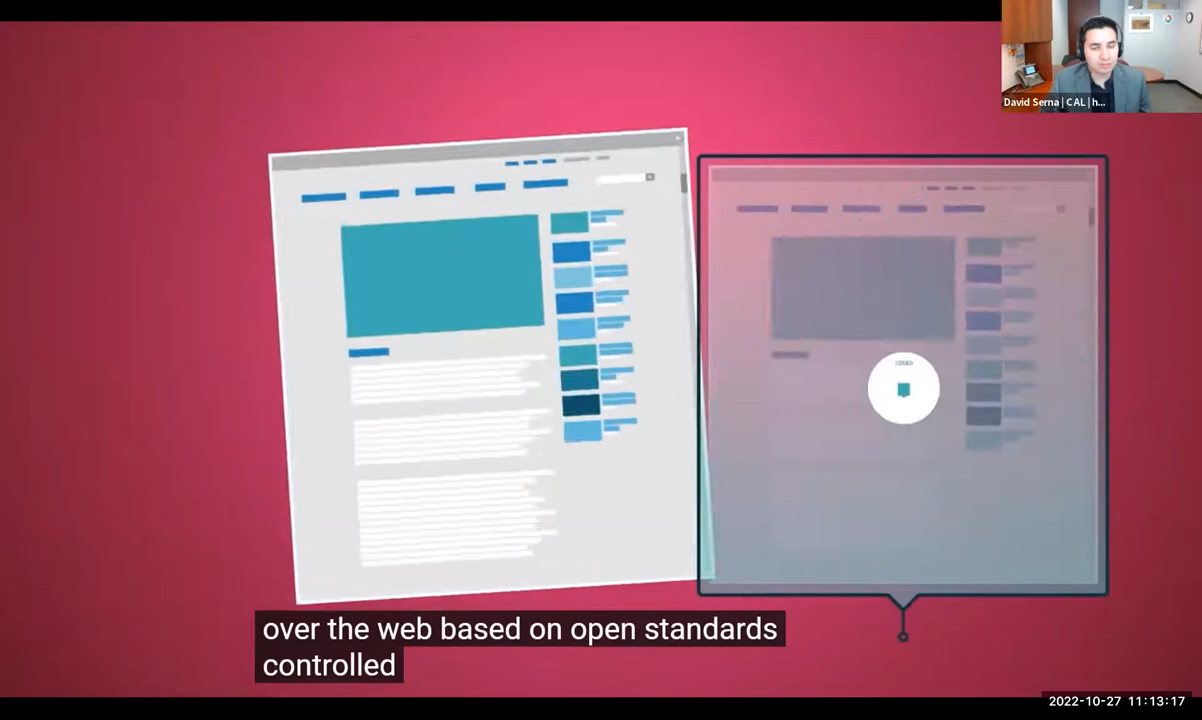 David Serna | CAL | h...
over the web based on open standards
controlled
2022-10-27 11:13:17